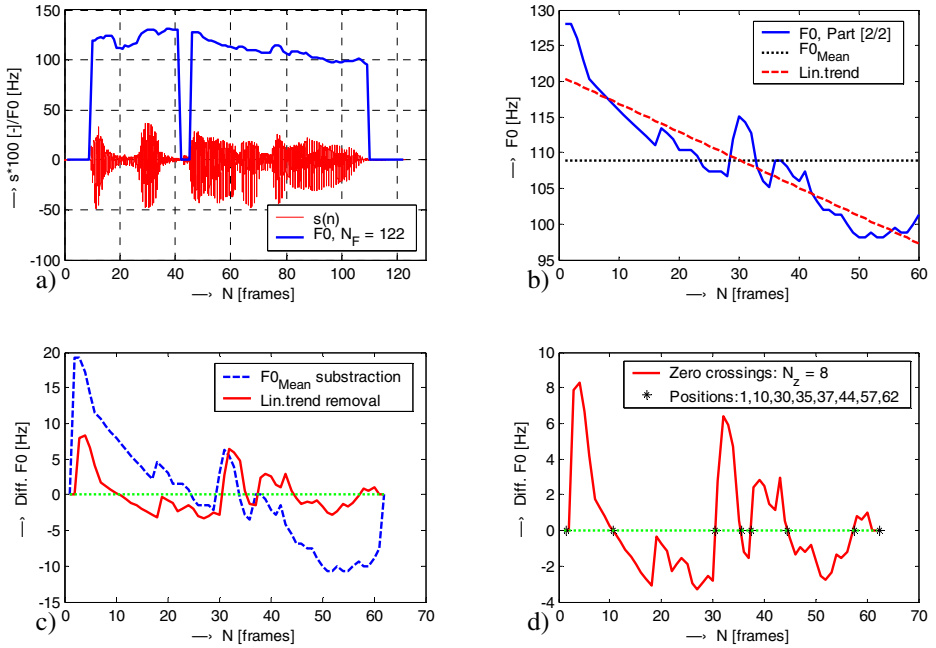 150
100
50
0
-50
-100
0 20 40 60 80 100 120
→ s*100 [-]/F0 [Hz]
s(n)
F0, N_F = 122
→ N [frames]
a)
130
125
120
115
110
105
100
95
0 10 20 30 40 50 60
→ F0 [Hz]
F0, Part [2/2]
F0_Mean
Lin.trend
→ N [frames]
b)
20
15
10
5
0
-5
-10
-15
0 10 20 30 40 50 60 70
→ Diff. F0 [Hz]
F0_Mean substraction
Lin.trend removal
→ N [frames]
c)
10
8
6
4
2
0
-2
-4
0 10 20 30 40 50 60 70
→ Diff. F0 [Hz]
Zero crossings: N_z = 8
Positions:1,10,30,35,37,44,57,62
→ N [frames]
d)